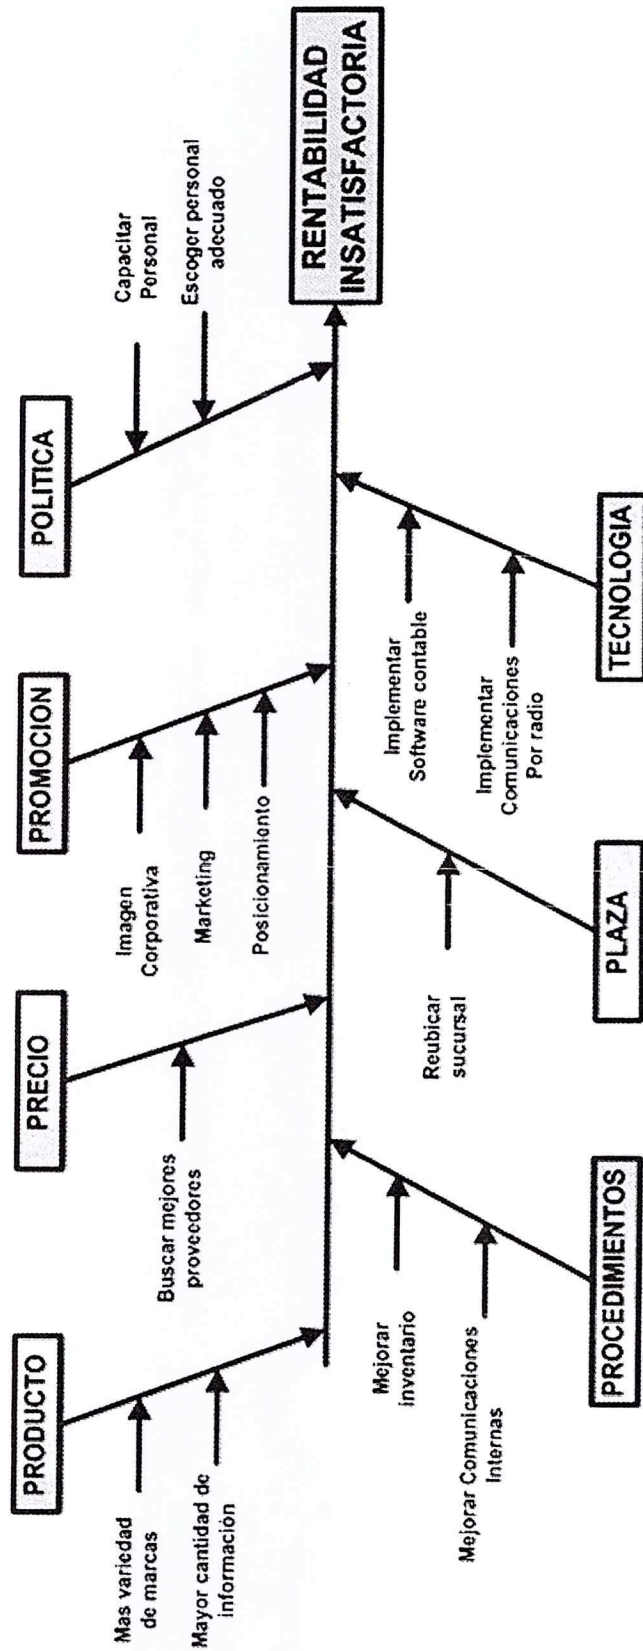 PRODUCTO
Mas variedad
de marcas
Mayor cantidad de
información
PRECIO
Buscar mejores
proveedores
PROMOCION
Imagen
Corporativa
Marketing
Posicionamiento
POLITICA
Capacitar
Personal
Escoger personal
adecuado
RENTABILIDAD
INSATISFACTORIA
PROCEDIMIENTOS
Mejorar
inventario
Mejorar Comunicaciones
Internas
PLAZA
Reubicar
sucursal
TECNOLOGIA
Implementar
Software contable
Implementar
Comunicaciones
Por radio